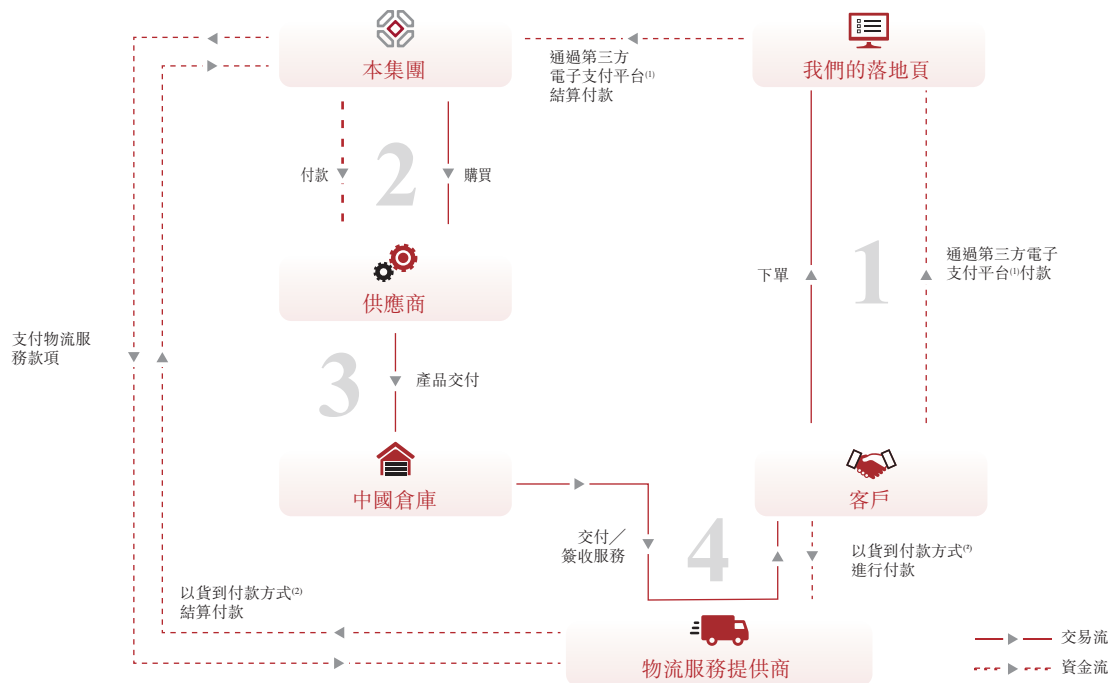 本集團
我們的落地頁
通過第三方
電子支付平台(1)
結算付款
付款
2
購買
供應商
下單
1
通過第三方電子
支付平台(1)付款
支付物流服
務款項
3
產品交付
中國倉庫
客戶
交付／
簽收服務
4
以貨到付款方式(2)
進行付款
以貨到付款方式(2)
結算付款
物流服務提供商
交易流
資金流